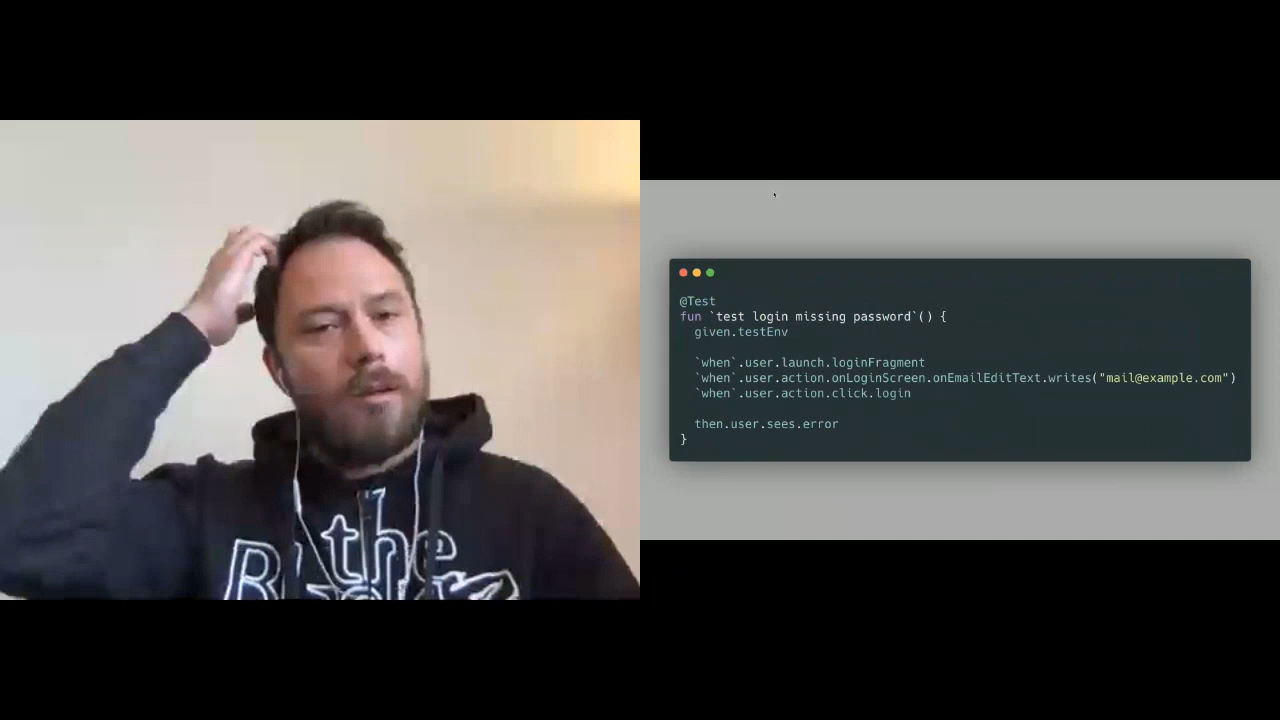 the
@Test
fun `test login missing password`() {
given.testEnv
`when`.user.launch.loginFragment
`when`.user.action.onLoginScreen.onEmailEditText.writes("mail@example.com")
`when`.user.action.click.login
then.user.sees.error
}